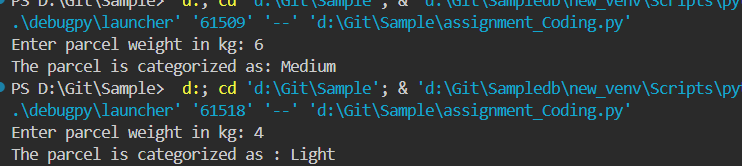 PS D:\Git\Sample>  d:; cd 'd:\Git\Sample'; & 'd:\Git\Sampledb\new_venv\Scripts\py
.\debugpy\launcher' '61509' '--' 'd:\Git\Sample\assignment_Coding.py'
Enter parcel weight in kg: 6
The parcel is categorized as: Medium
PS D:\Git\Sample>  d:; cd 'd:\Git\Sample'; & 'd:\Git\Sampledb\new_venv\Scripts\py
.\debugpy\launcher' '61518' '--' 'd:\Git\Sample\assignment_Coding.py'
Enter parcel weight in kg: 4
The parcel is categorized as : Light